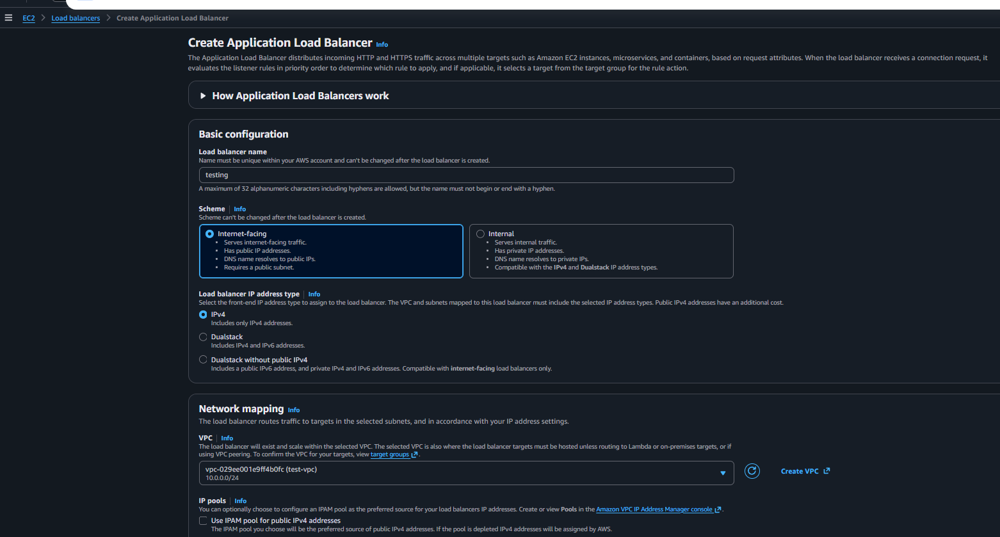 EC2 > Load balancers > Create Application Load Balancer
Create Application Load Balancer Info
The Application Load Balancer distributes incoming HTTP and HTTPS traffic across multiple targets such as Amazon EC2 instances, microservices, and containers, based on request attributes. When the load balancer receives a connection request, it
evaluates the listener rules in priority order to determine which rule to apply, and if applicable, it selects a target from the target group for the rule action.
How Application Load Balancers work
Basic configuration
Load balancer name
Name must be unique within your AWS account and can't be changed after the load balancer is created.
testing
A maximum of 32 alphanumeric characters including hyphens are allowed, but the name must not begin or end with a hyphen.
Scheme Info
Scheme can't be changed after the load balancer is created.
Internet-facing
• Serves internet-facing traffic.
• Has public IP addresses.
• DNS name resolves to public IPs.
• Requires a public subnet.
Internal
• Serves internal traffic.
• Has private IP addresses.
• DNS name resolves to private IPs.
• Compatible with the IPv4 and Dualstack IP address types.
Load balancer IP address type Info
Select the front-end IP address type to assign to the load balancer. The VPC and subnets mapped to this load balancer must include the selected IP address types. Public IPv4 addresses have an additional cost.
IPv4
Includes only IPv4 addresses.
Dualstack
Includes IPv4 and IPv6 addresses.
Dualstack without public IPv4
Includes a public IPv6 address, and private IPv4 and IPv6 addresses. Compatible with internet-facing load balancers only.
Network mapping Info
The load balancer routes traffic to targets in the selected subnets, and in accordance with your IP address settings.
VPC Info
The load balancer will exist and scale within the selected VPC. The selected VPC is also where the load balancer targets must be hosted unless routing to Lambda or on-premises targets, or if
using VPC peering. To confirm the VPC for your targets, view target groups.
vpc-029ee001e9ff4b0fc (test-vpc)
10.0.0.0/24
Create VPC
IP pools Info
You can optionally choose to configure an IPAM pool as the preferred source for your load balancers IP addresses. Create or view Pools in the Amazon VPC IP Address Manager console.
Use IPAM pool for public IPv4 addresses
The IPAM pool you choose will be the preferred source of public IPv4 addresses. If the pool is depleted IPv4 addresses will be assigned by AWS.